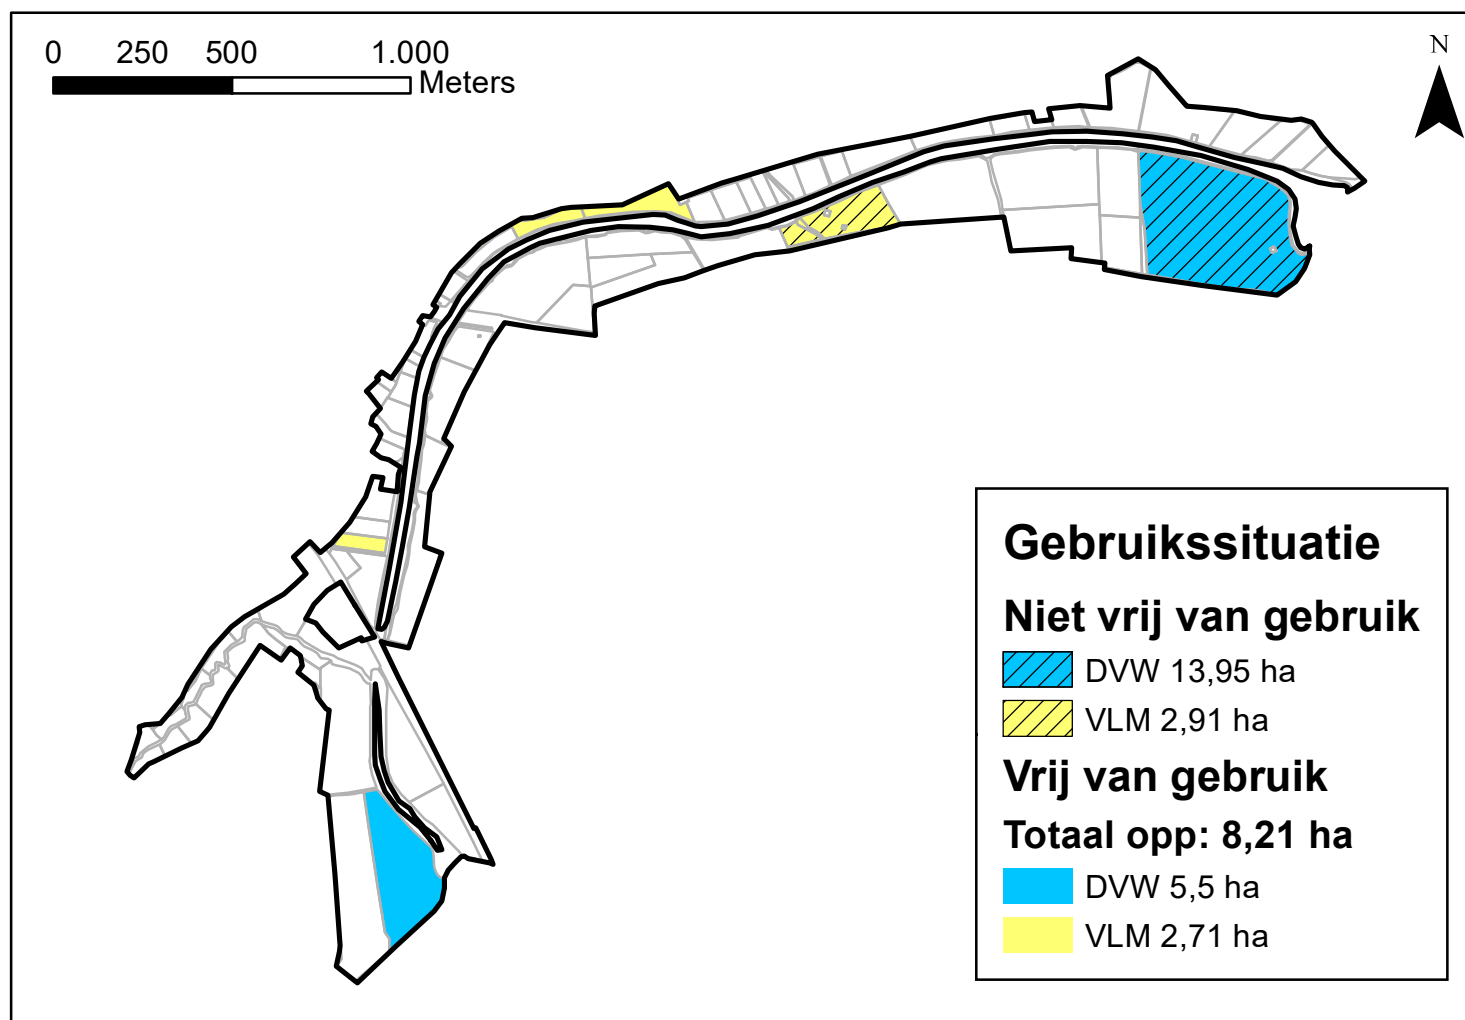 0 250 500 1.000
Meters
N
Gebruikssituatie
Niet vrij van gebruik
DVW 13,95 ha
VLM 2,91 ha
Vrij van gebruik
Totaal opp: 8,21 ha
DVW 5,5 ha
VLM 2,71 ha